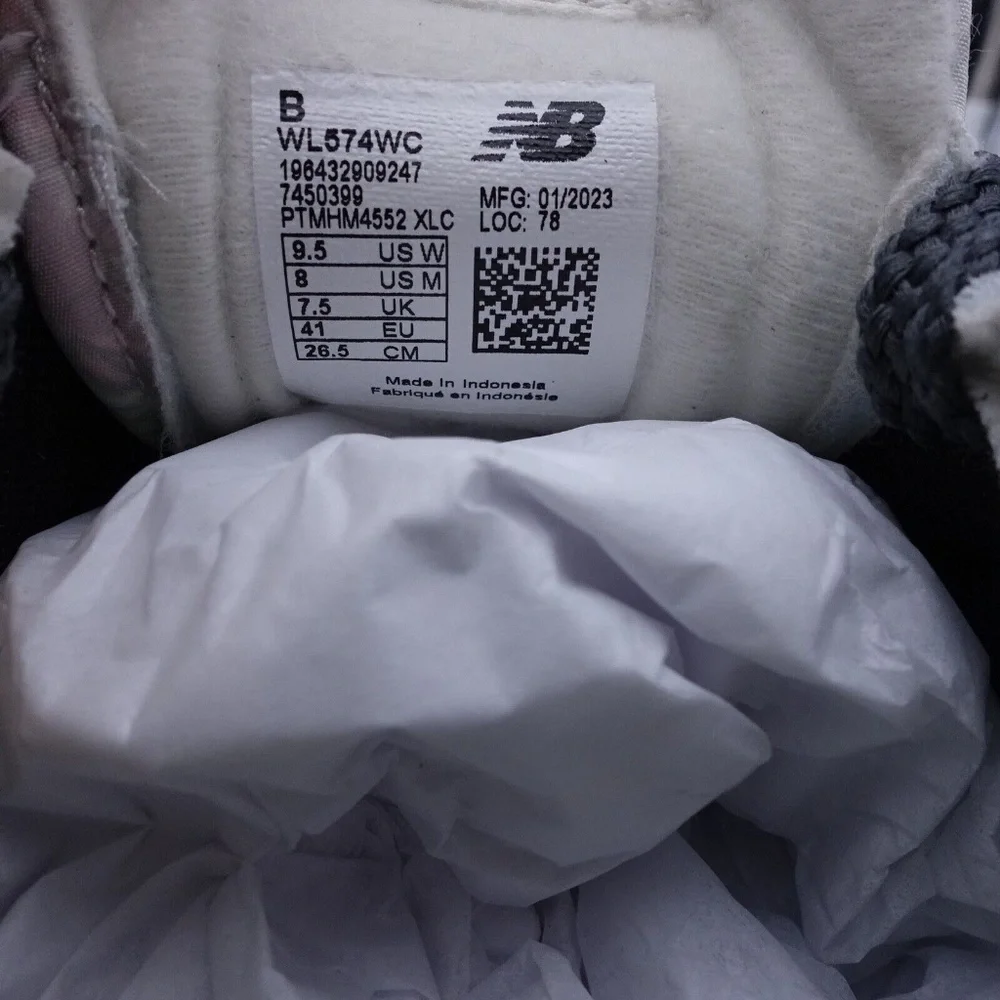 B
WL574WC
196432909247
7450399
PTMHM4552 XLC
NB
MFG: 01/2023
LOC: 78
9.5 US W
8 US M
7.5 UK
41 EU
26.5 CM
Made In Indonesia
Fabriqué en Indonésie